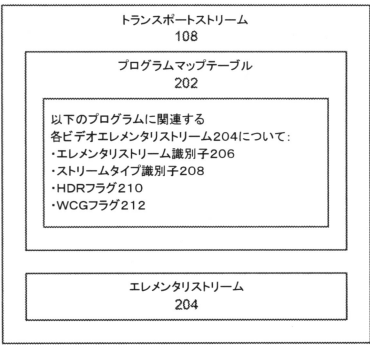 トランスポートストリーム
108
プログラムマップテーブル
202
以下のプログラムに関連する
各ビデオエレメンタリストリーム204について:
・エレメンタリストリーム識別子206
・ストリームタイプ識別子208
・HDRフラグ210
・WCGフラグ212
エレメンタリストリーム
204